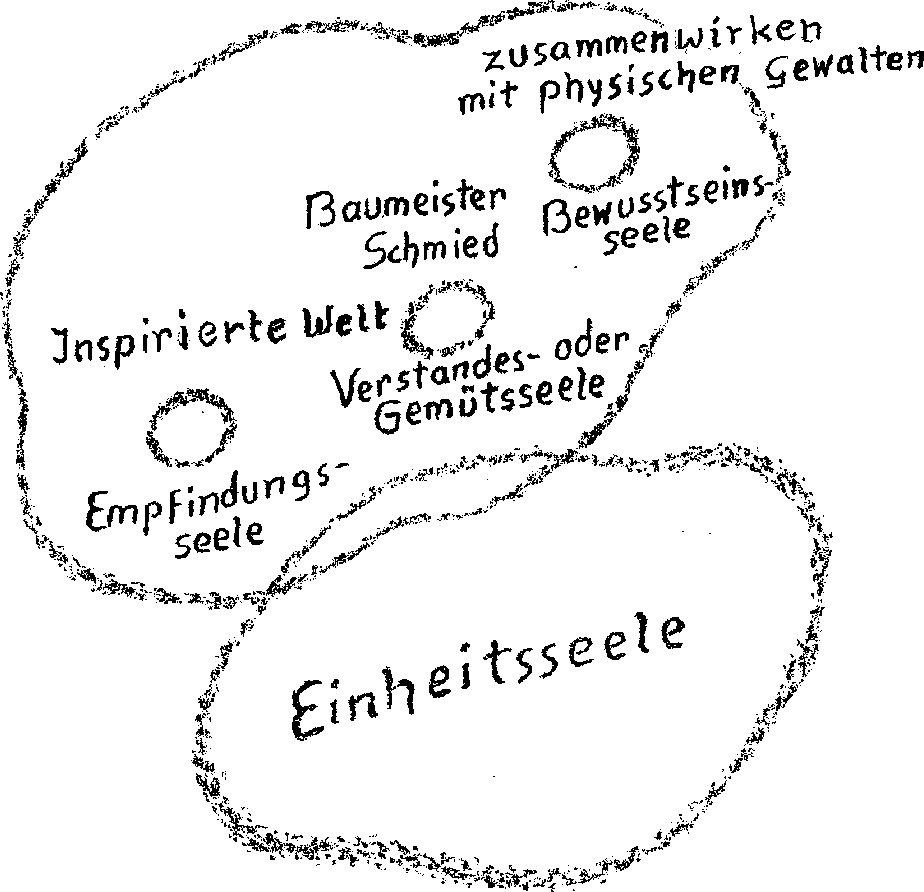 zusammenwirken
mit physischen Gewalten
Baumeister
Schmied
Bewusstseins-
seele
Inspirierte Welt
Verstandes- oder
Gemütsseele
Empfindungs-
seele
Einheitsseele